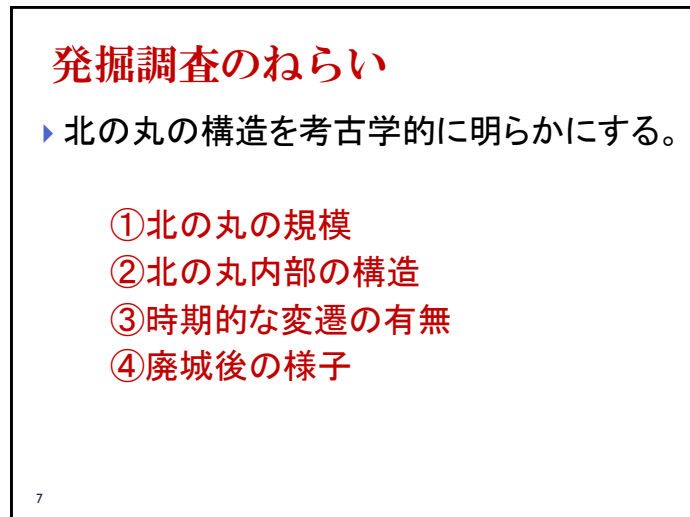 発掘調査のねらい
北の丸の構造を考古学的に明らかにする。
①北の丸の規模
②北の丸内部の構造
③時期的な変遷の有無
④廃城後の様子
7